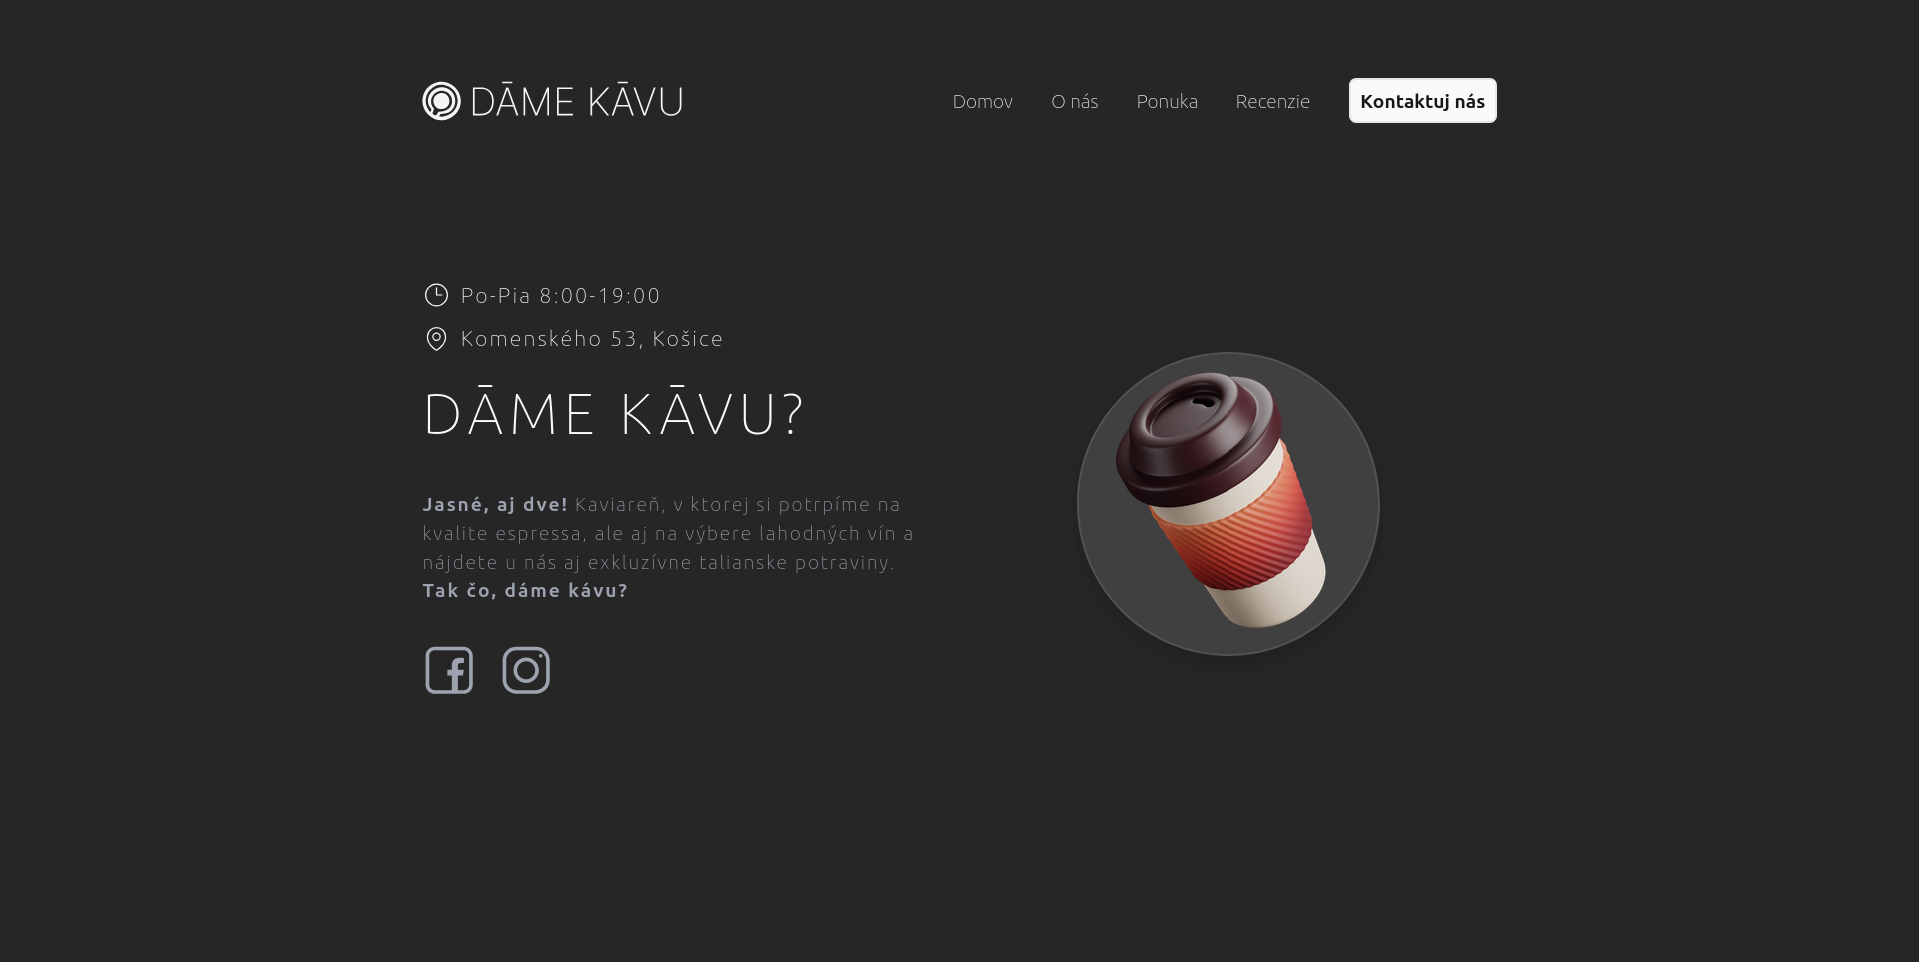 DĀME KĀVU
Domov
O nás
Ponuka
Recenzie
Kontaktuj nás
Po-Pia 8:00-19:00
Komenského 53, Košice
DĀME KĀVU?
Jasné, aj dve! Kaviareň, v ktorej si potrpíme na
kvalite espressa, ale aj na výbere lahodných vín a
nájdete u nás aj exkluzívne talianske potraviny.
Tak čo, dáme kávu?